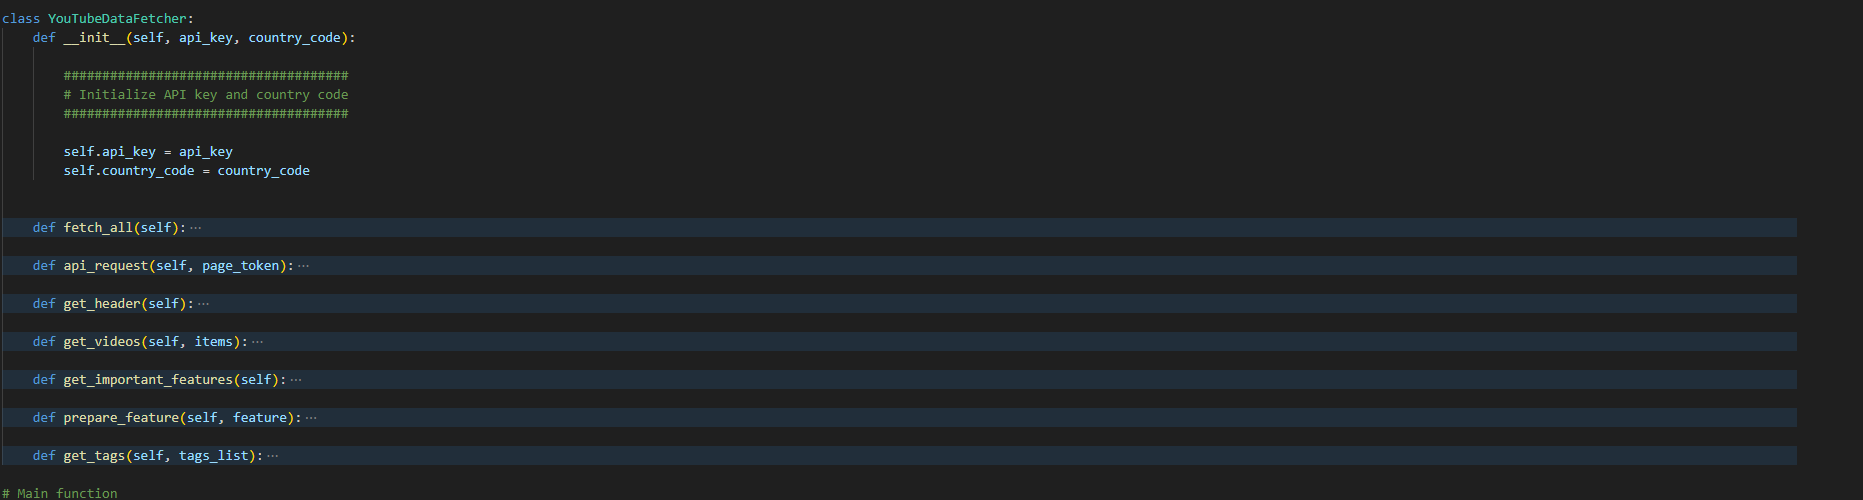 class YouTubeDataFetcher:
    def __init__(self, api_key, country_code):
        #####################################
        # Initialize API key and country code
        #####################################
        self.api_key = api_key
        self.country_code = country_code
    def fetch_all(self): ···
    def api_request(self, page_token): ···
    def get_header(self): ···
    def get_videos(self, items): ···
    def get_important_features(self): ···
    def prepare_feature(self, feature): ···
    def get_tags(self, tags_list): ···
# Main function